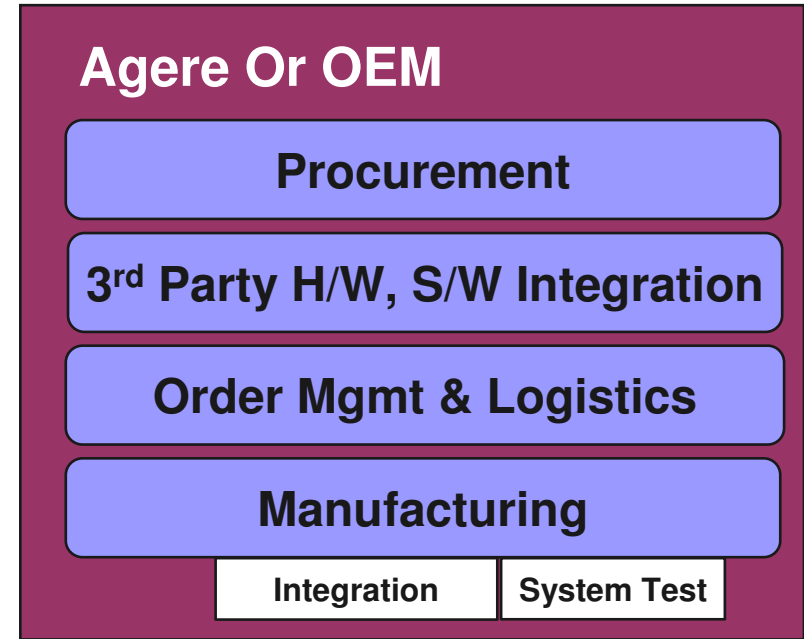 Agere Or OEM
Procurement
3rd Party H/W, S/W Integration
Order Mgmt & Logistics
Manufacturing
Integration System Test